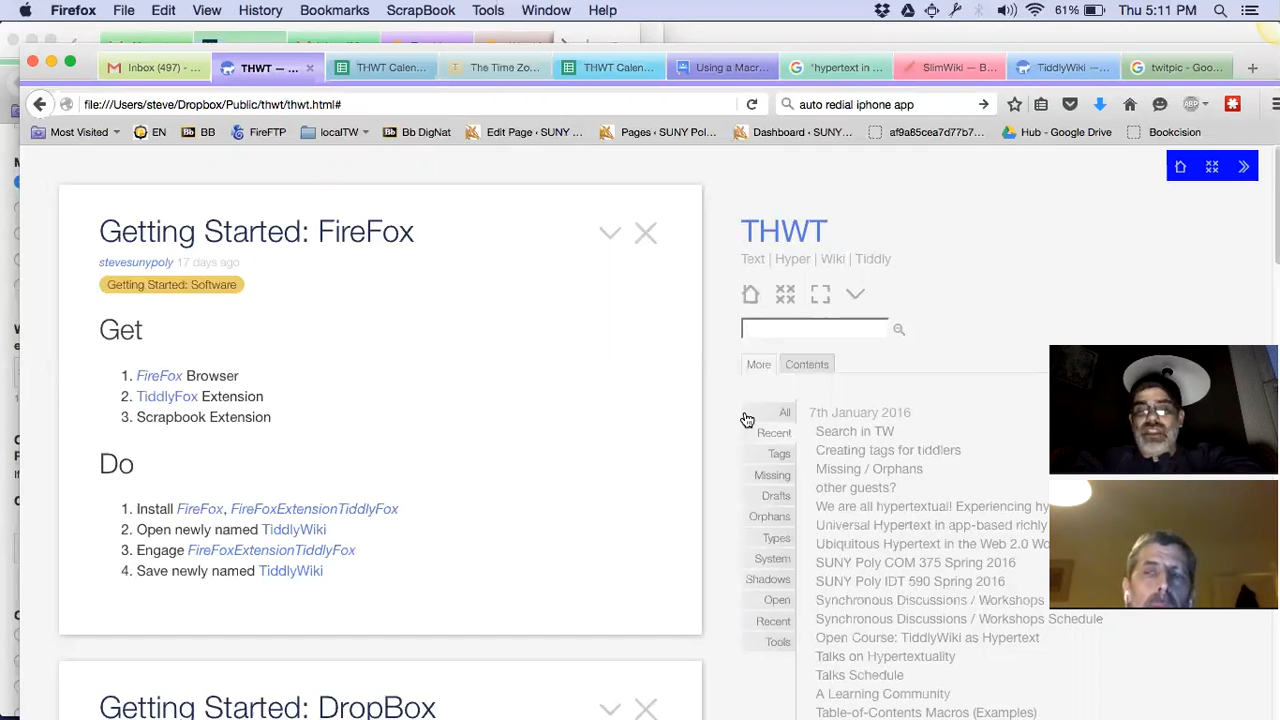 Firefox File Edit View History Bookmarks ScrapBook Tools Window Help 61% Thu 5:11 PM
Inbox (497) - ... THWT — ... THWT Calen... The Time Zo... THWT Calen... Using a Macr... "hypertext in ... SlimWiki — B... TiddlyWiki —... twitpic - Goo...
file:///Users/steve/Dropbox/Public/thwt/thwt.html# auto redial iphone app ABP
Most Visited EN Bb BB FireFTP localTW Bb Bb DigNat Edit Page - SUNY ... Pages ‹ SUNY Pol... Dashboard ‹ SUNY... af9a85cea7d77b7... Hub - Google Drive Bookcision
Getting Started: FireFox
stevesunypoly 17 days ago
Getting Started: Software
Get
1. FireFox Browser
2. TiddlyFox Extension
3. Scrapbook Extension
Do
1. Install FireFox, FireFoxExtensionTiddlyFox
2. Open newly named TiddlyWiki
3. Engage FireFoxExtensionTiddlyFox
4. Save newly named TiddlyWiki
Getting Started: DropBox
THWT
Text | Hyper | Wiki | Tiddly
More Contents
All
Recent
Tags
Missing
Drafts
Orphans
Types
System
Shadows
Open
Recent
Tools
7th January 2016
Search in TW
Creating tags for tiddlers
Missing / Orphans
other guests?
We are all hypertextual! Experiencing hy
Universal Hypertext in app-based richly
Ubiquitous Hypertext in the Web 2.0 Wo
SUNY Poly COM 375 Spring 2016
SUNY Poly IDT 590 Spring 2016
Synchronous Discussions / Workshops
Synchronous Discussions / Workshops Schedule
Open Course: TiddlyWiki as Hypertext
Talks on Hypertextuality
Talks Schedule
A Learning Community
Table-of-Contents Macros (Examples)